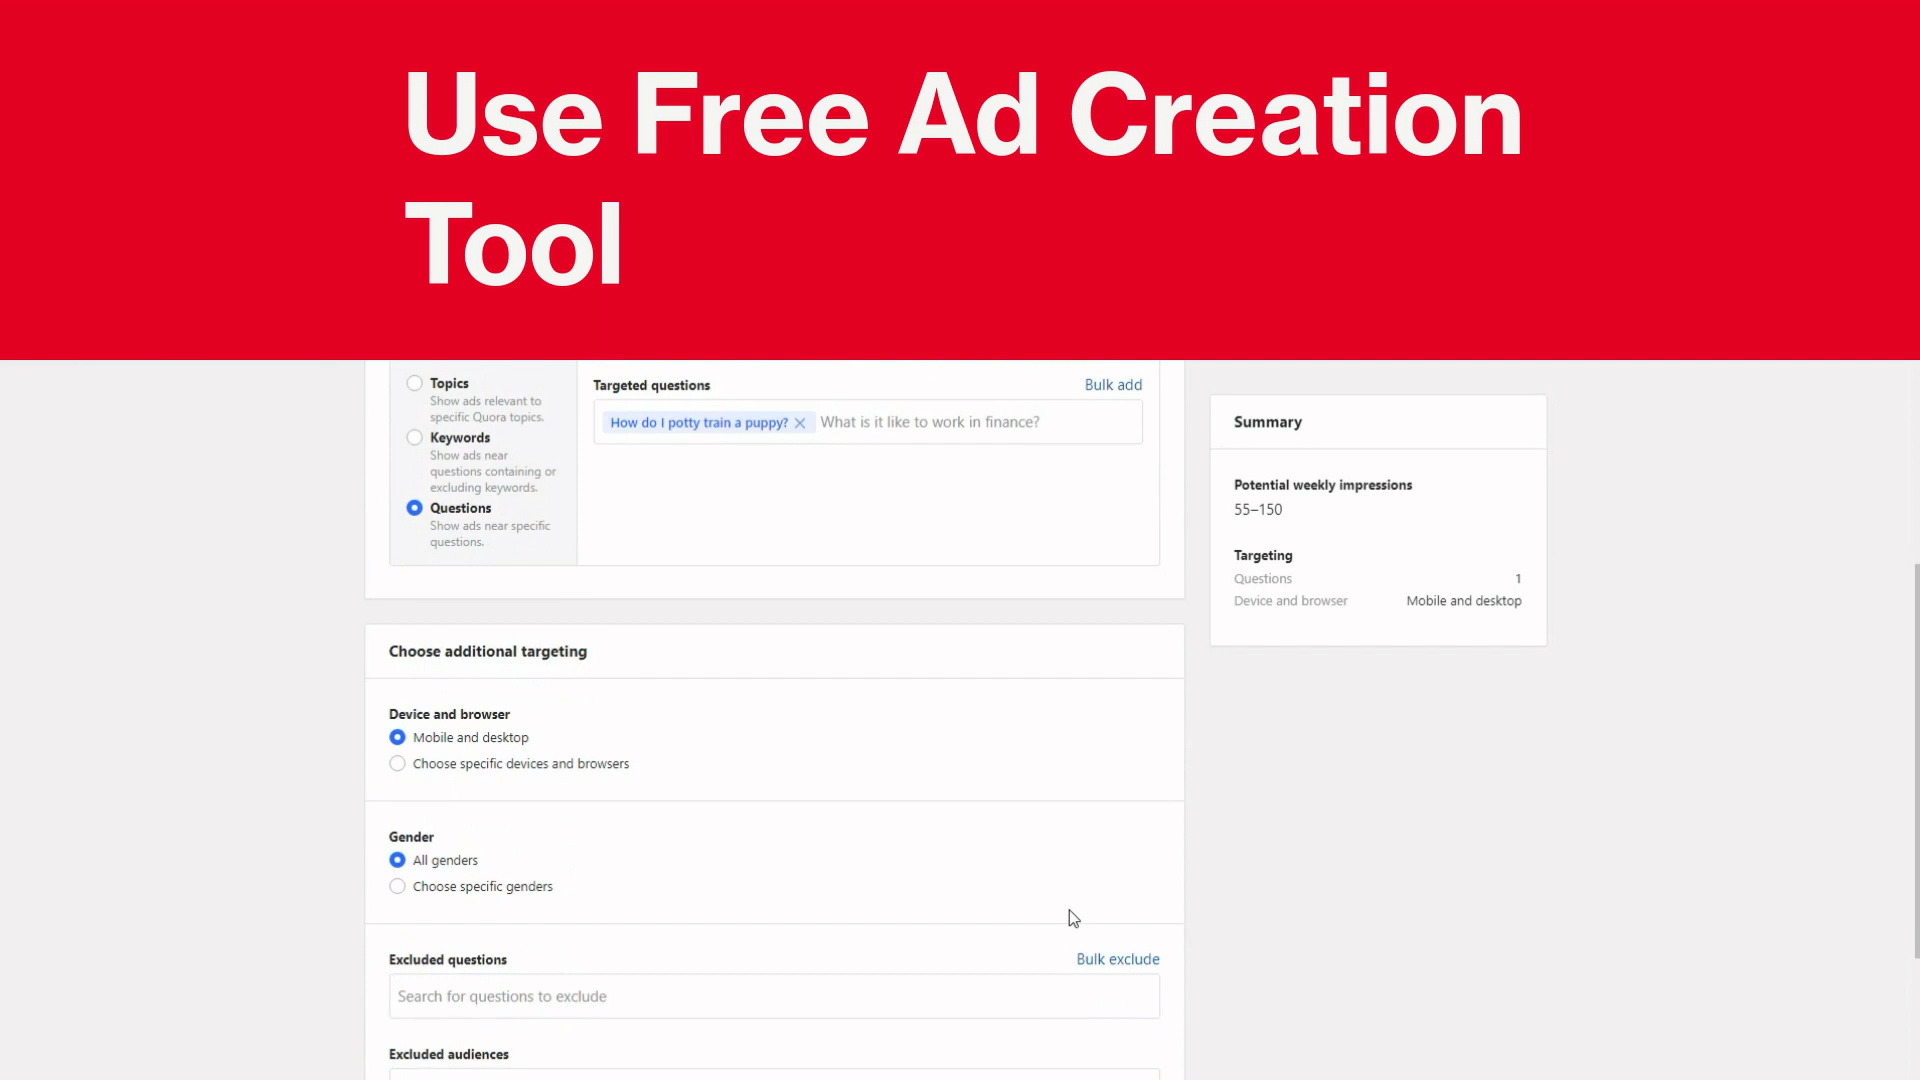 Use Free Ad Creation
Tool
Topics
Show ads relevant to
specific Quora topics.
Keywords
Show ads near
questions containing or
excluding keywords.
Questions
Show ads near specific
questions.
Targeted questions
Bulk add
How do I potty train a puppy?
What is it like to work in finance?
Summary
Potential weekly impressions
55–150
Targeting
Questions 1
Device and browser Mobile and desktop
Choose additional targeting
Device and browser
Mobile and desktop
Choose specific devices and browsers
Gender
All genders
Choose specific genders
Excluded questions
Bulk exclude
Search for questions to exclude
Excluded audiences